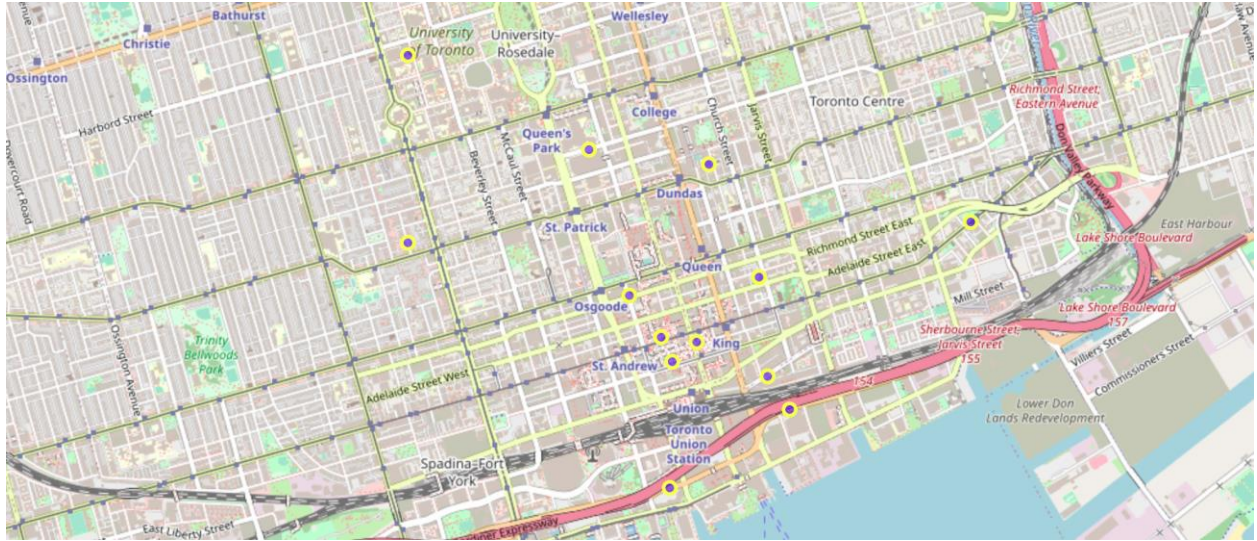 Bathurst
Wellesley
Christie
University
of Toronto
University-
Rosedale
Ossington
Richmond Street,
Eastern Avenue
Toronto Centre
College
Harbord Street
Church Street
Jarvis Street
Queen's
Park
McCaul Street
Beverley Street
Don Valley Parkway
Dovercourt Road
Dundas
St. Patrick
Richmond Street East
East Harbour
Lake Shore Boulevard
Adelaide Street East
Queen
Osgoode
Mill Street
Lake Shore Boulevard
157
Ossington Avenue
Trinity
Bellwoods
Park
King
Sherbourne Street,
Jarvis Street
155
Villiers Street
Commissioners Street
St. Andrew
Adelaide Street West
154
Union
Toronto
Union
Station
Lower Don
Lands Redevelopment
Spadina-Fort
York
East Liberty Street
diner Expressway